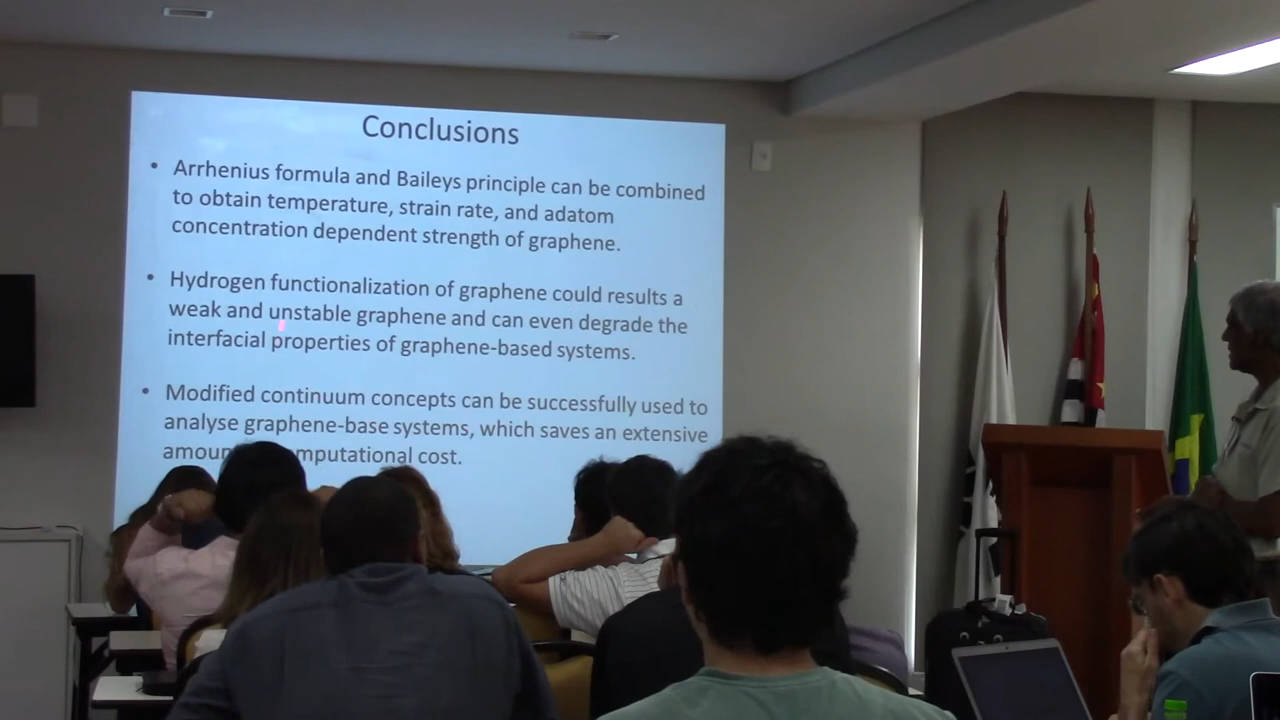 Conclusions
• Arrhenius formula and Baileys principle can be combined
to obtain temperature, strain rate, and adatom
concentration dependent strength of graphene.
• Hydrogen functionalization of graphene could results a
weak and unstable graphene and can even degrade the
interfacial properties of graphene-based systems.
• Modified continuum concepts can be successfully used to
analyse graphene-base systems, which saves an extensive
cost.